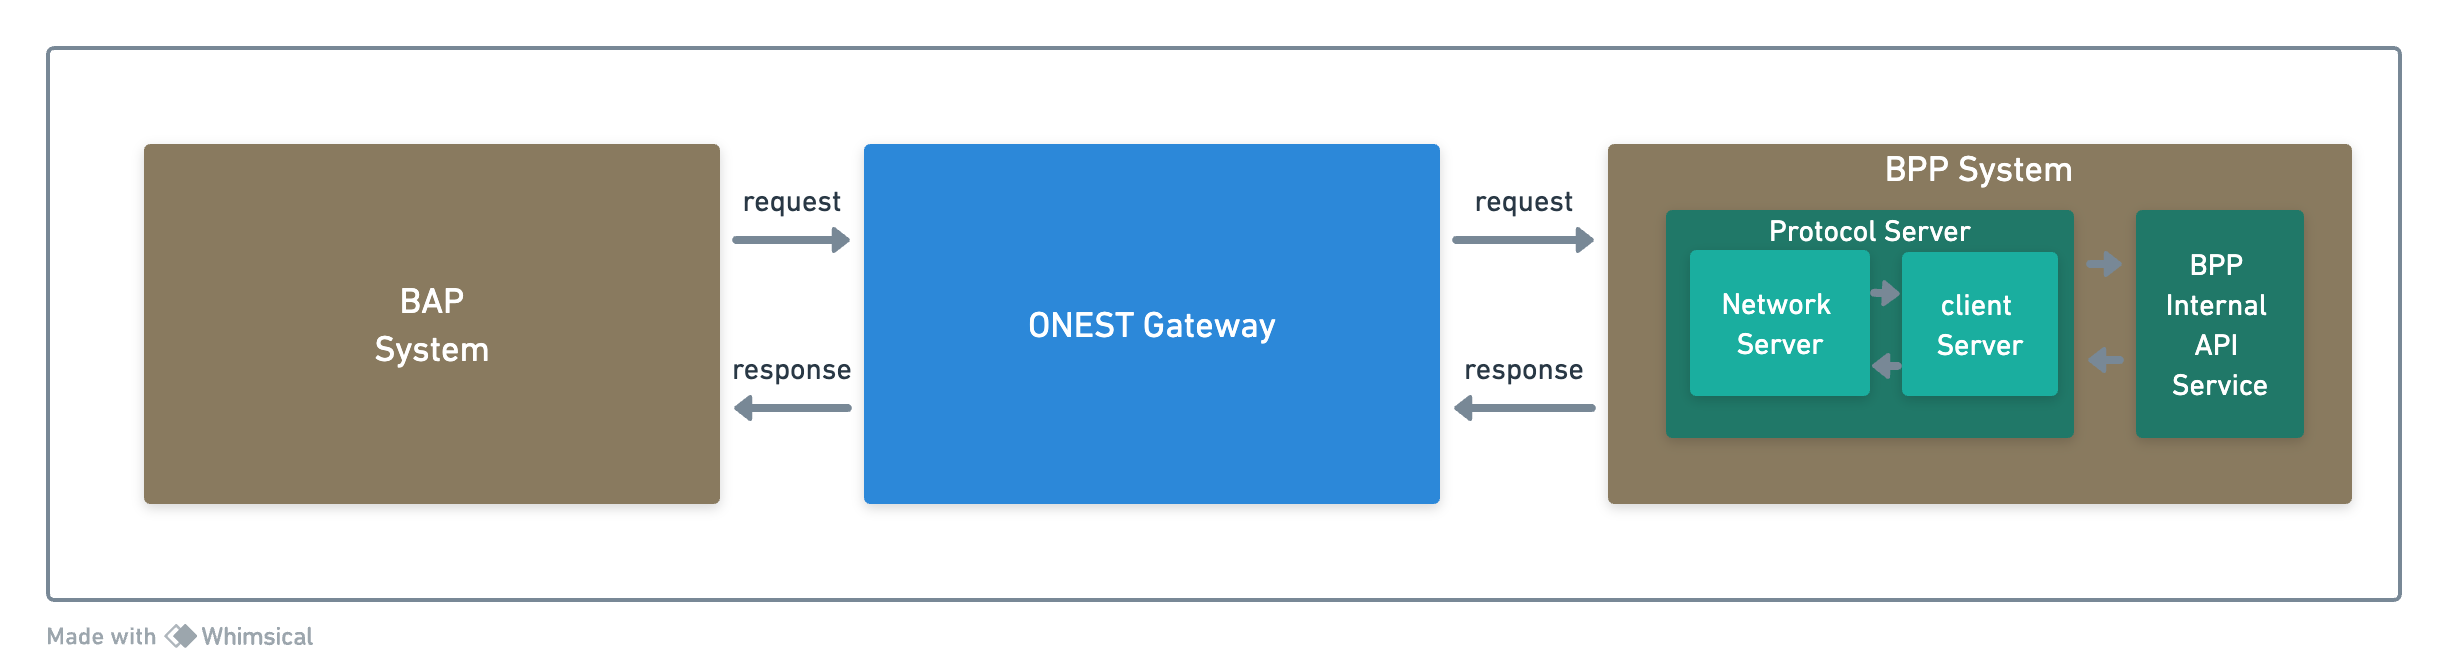 BAP
System
request
response
ONEST Gateway
request
response
BPP System
Protocol Server
Network
Server
client
Server
BPP
Internal
API
Service
Made with Whimsical